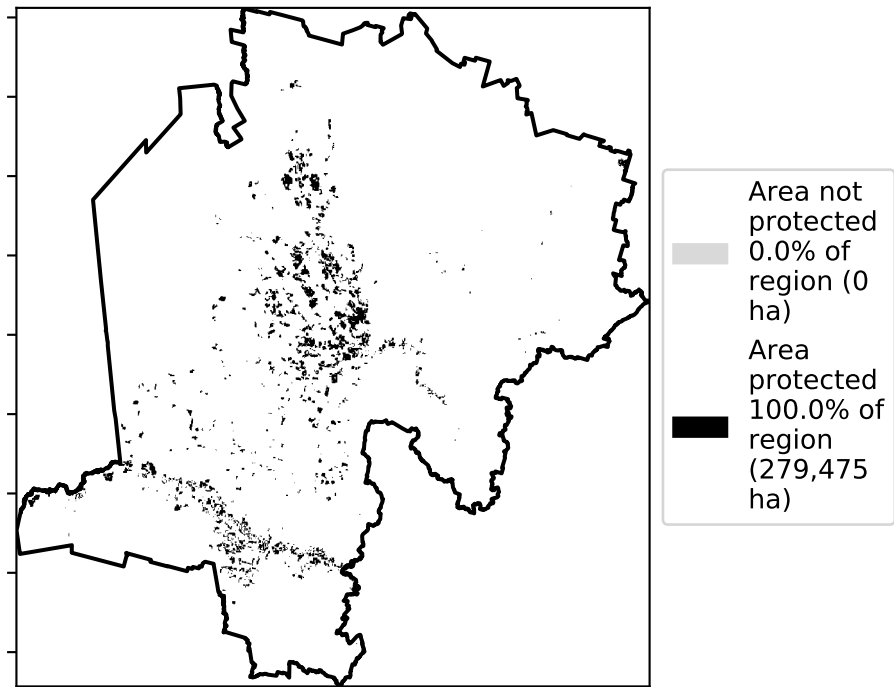 Area not
protected
0.0% of
region (0
ha)
Area
protected
100.0% of
region
(279,475
ha)